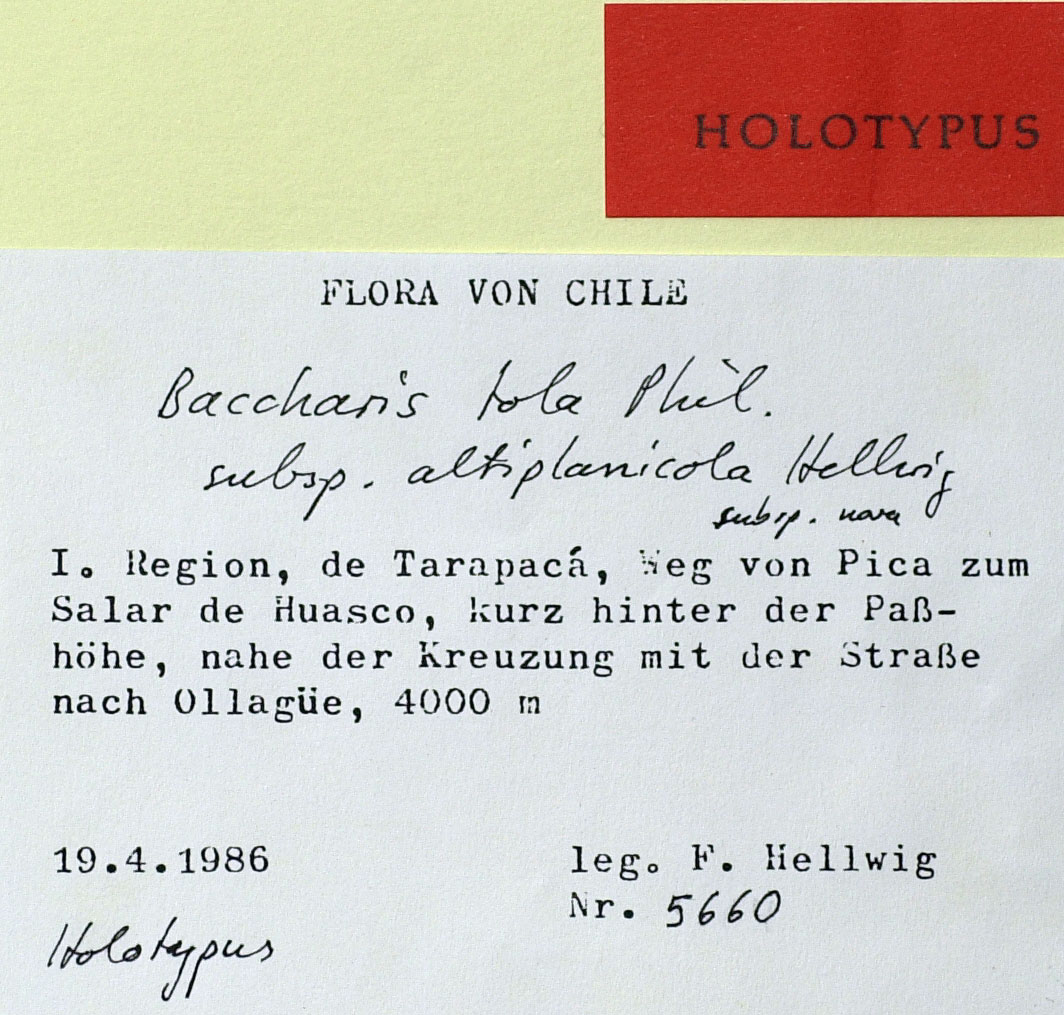 HOLOTYPUS
FLORA VON CHILE
Baccharis tola Phil.
subsp. altiplanicola Hellwig
subsp. nova
I. Region, de Tarapacá, Weg von Pica zum
Salar de Huasco, kurz hinter der Paß-
höhe, nahe der Kreuzung mit der Straße
nach Ollagüe, 4000 m
19.4.1986
leg. F. Hellwig
Nr. 5660
Holotypus